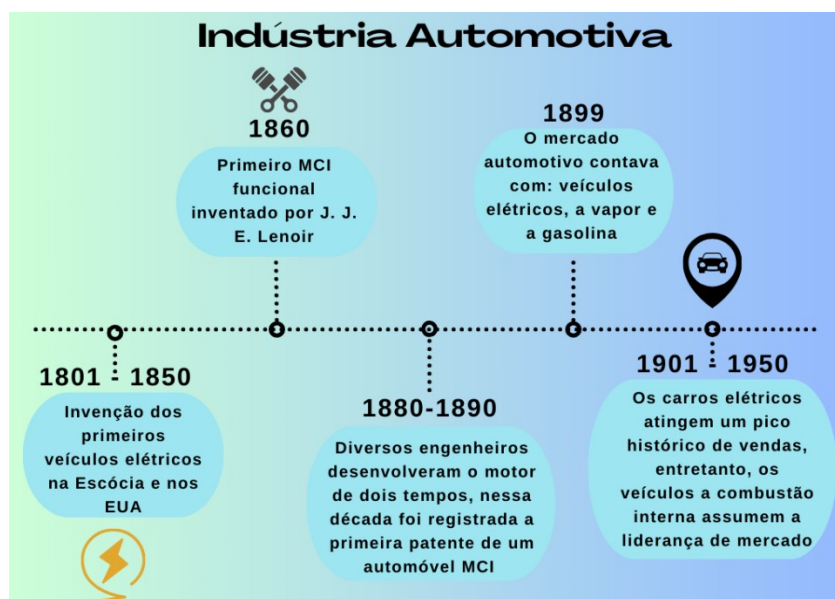 Indústria Automotiva
1860
Primeiro MCI
funcional
inventado por J. J.
E. Lenoir
1899
O mercado
automotivo contava
com: veículos
elétricos, a vapor e
a gasolina
1801 - 1850
Invenção dos
primeiros
veículos elétricos
na Escócia e nos
EUA
1880-1890
Diversos engenheiros
desenvolveram o motor
de dois tempos, nessa
década foi registrada a
primeira patente de um
automóvel MCI
1901 - 1950
Os carros elétricos
atingem um pico
histórico de vendas,
entretanto, os
veículos a combustão
interna assumem a
liderança de mercado